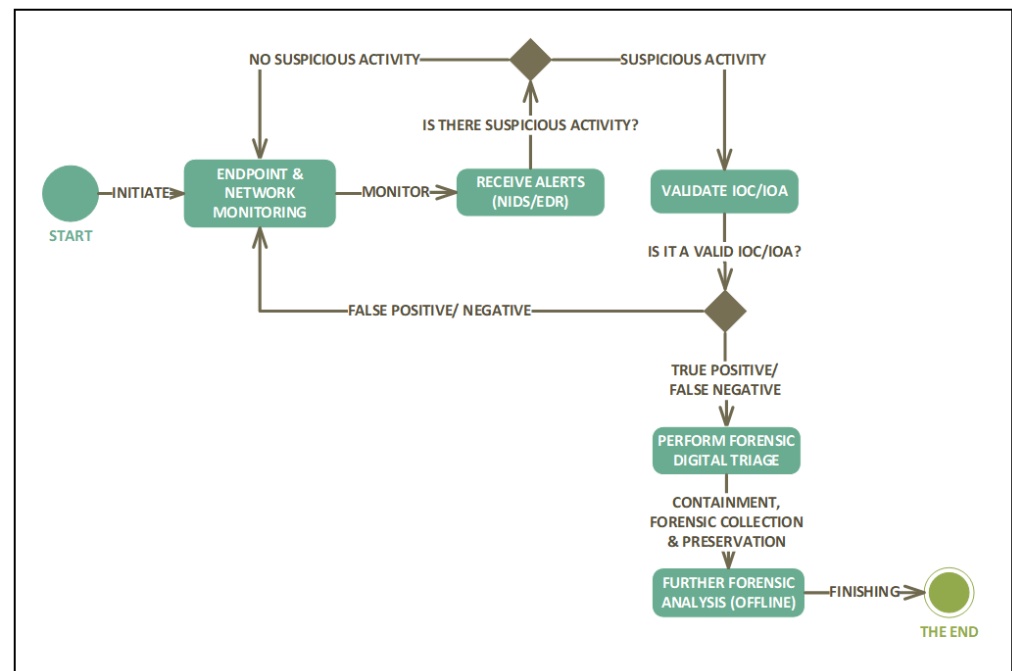 NO SUSPICIOUS ACTIVITY
SUSPICIOUS ACTIVITY
IS THERE SUSPICIOUS ACTIVITY?
START
INITIATE
ENDPOINT &
NETWORK
MONITORING
MONITOR
RECEIVE ALERTS
(NIDS/EDR)
VALIDATE IOC/IOA
IS IT A VALID IOC/IOA?
FALSE POSITIVE/ NEGATIVE
TRUE POSITIVE/
FALSE NEGATIVE
PERFORM FORENSIC
DIGITAL TRIAGE
CONTAINMENT,
FORENSIC COLLECTION
& PRESERVATION
FURTHER FORENSIC
ANALYSIS (OFFLINE)
FINISHING
THE END